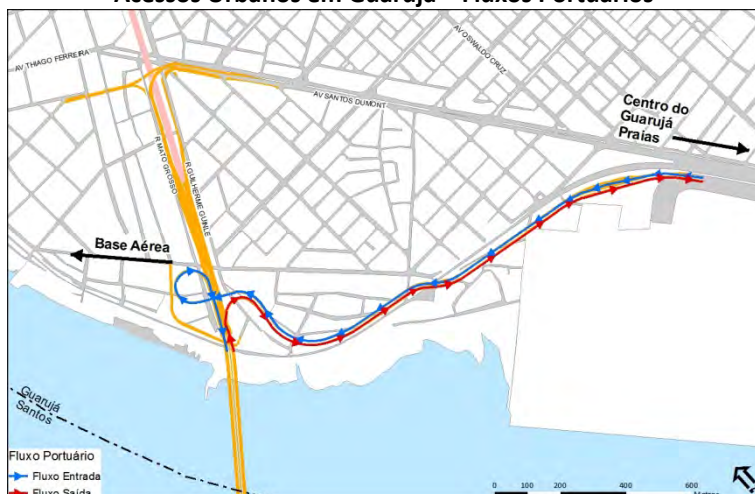 Acessos Urbanos em Guarujá – Fluxos Portuários
AV THIAGO FERREIRA
AV OSWALDO CRUZ
AV SANTOS DUMONT
Centro do
Guarujá
Praias
R MATO GROSSO
R GUILHERME GUINLE
Base Aérea
Guarujá
Santos
Fluxo Portuário
Fluxo Entrada
Fluxo Saída
0 100 200 400 600
Metros